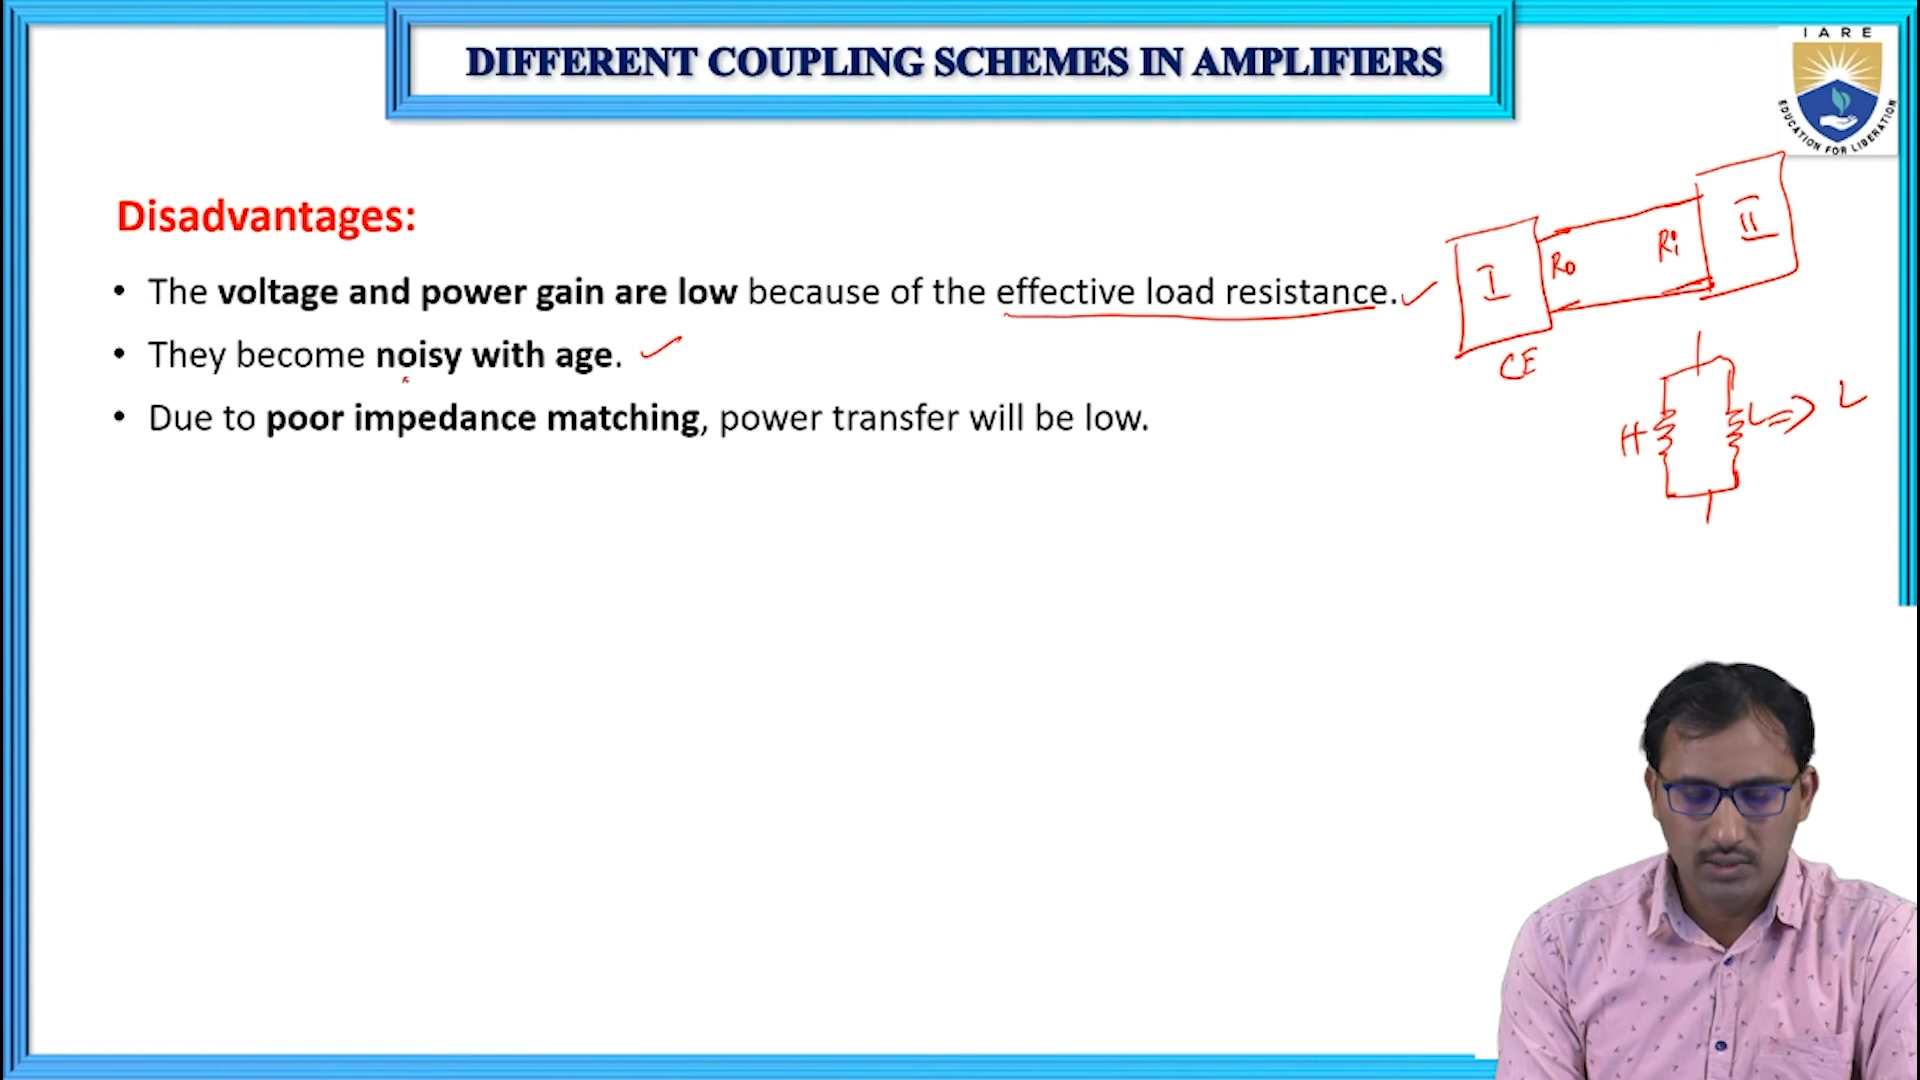 DIFFERENT COUPLING SCHEMES IN AMPLIFIERS
IARE
EDUCATION FOR LIBERATION
Disadvantages:
• The voltage and power gain are low because of the effective load resistance.
• They become noisy with age.
• Due to poor impedance matching, power transfer will be low.
I
Ro
Ri
II
CE
H
L => L